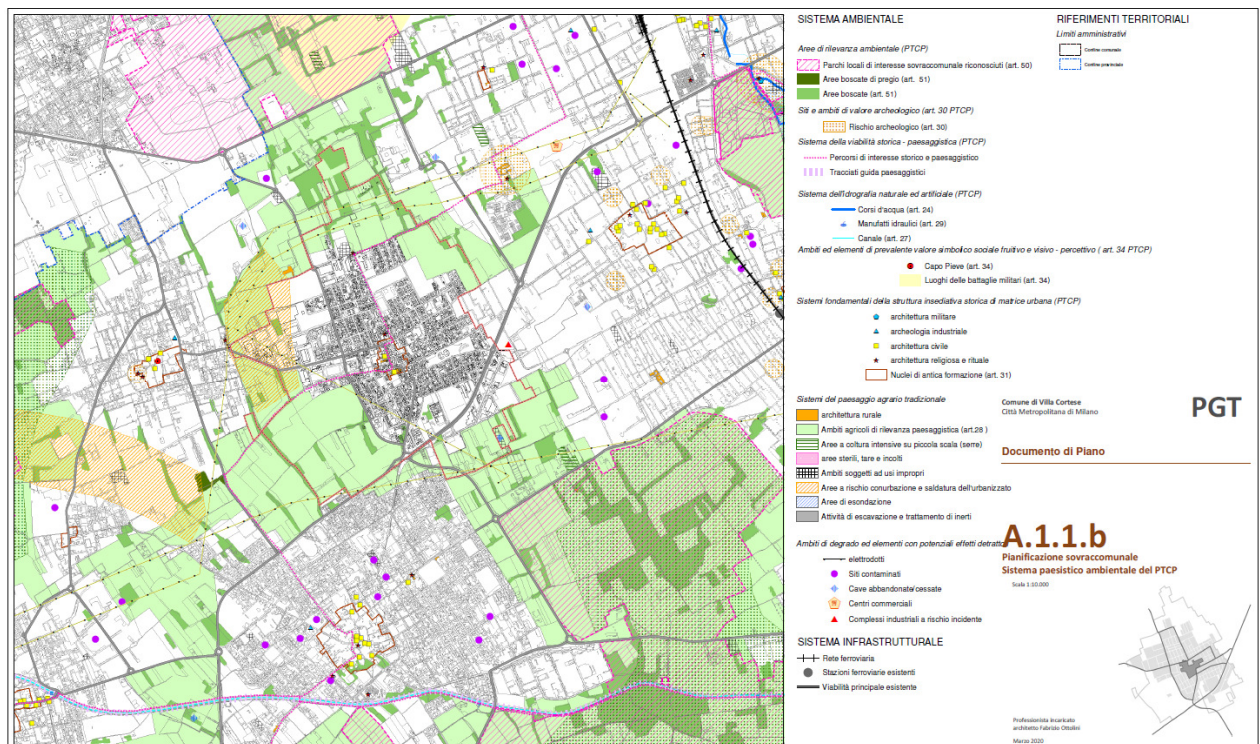 SISTEMA AMBIENTALE
Aree di rilevanza ambientale (PTCP)
Parchi locali di interesse sovraccomunale riconosciuti (art. 50)
Aree boscate di pregio (art. 51)
Aree boscate (art. 51)
Siti e ambiti di valore archeologico (art. 30 PTCP)
Rischio archeologico (art. 30)
Sistema della viabilità storica - paesaggistica (PTCP)
Percorsi di interesse storico e paesaggistico
Tracciati guida paesaggistici
Sistema dell'idrografia naturale ed artificiale (PTCP)
Corsi d'acqua (art. 24)
Manufatti idraulici (art. 29)
Canale (art. 27)
Ambiti ed elementi di prevalente valore simbolico sociale fruitivo e visivo - percettivo ( art. 34 PTCP)
Capo Pieve (art. 34)
Luoghi delle battaglie militari (art. 34)
Sistemi fondamentali della struttura insediativa storica di matrice urbana (PTCP)
architettura militare
archeologia industriale
architettura civile
architettura religiosa e rituale
Nuclei di antica formazione (art. 31)
Sistemi del paesaggio agrario tradizionale
architettura rurale
Ambiti agricoli di rilevanza paesaggistica (art.28 )
Aree a colture intensive su piccola scala (serre)
aree sterili, tare e incolti
Ambiti soggetti ad usi impropri
Aree a rischio conurbazione e saldatura dell'urbanizzato
Aree di esondazione
Attività di escavazione e trattamento di inerti
Ambiti di degrado ed elementi con potenziali effetti detratto
elettrodotti
Siti contaminati
Cave abbandonate/cessate
Centri commerciali
Complessi industriali a rischio incidente
SISTEMA INFRASTRUTTURALE
Rete ferroviaria
Stazioni ferroviarie esistenti
Viabilità principale esistente
RIFERIMENTI TERRITORIALI
Limiti amministrativi
Confine comunale
Confine provinciale
Comune di Villa Cortese
Città Metropolitana di Milano
PGT
Documento di Piano
A.1.1.b
Pianificazione sovraccomunale
Sistema paesistico ambientale del PTCP
Scala 1:10.000
Professionista incaricato
architetto Fabrizio Ottolini
Marzo 2020